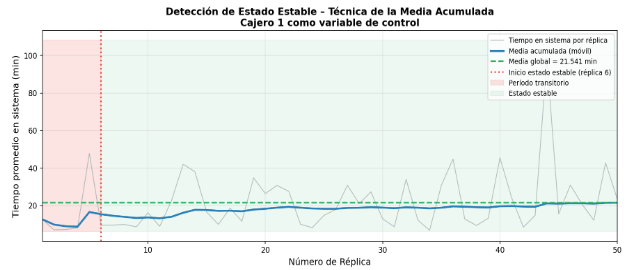 Detección de Estado Estable – Técnica de la Media Acumulada
Cajero 1 como variable de control
Tiempo promedio en sistema (min)
100
80
60
40
20
Tiempo en sistema por réplica
Media acumulada (móvil)
Media global = 21.541 min
Inicio estado estable (réplica 6)
Período transitorio
Estado estable
10
20
30
40
50
Número de Réplica